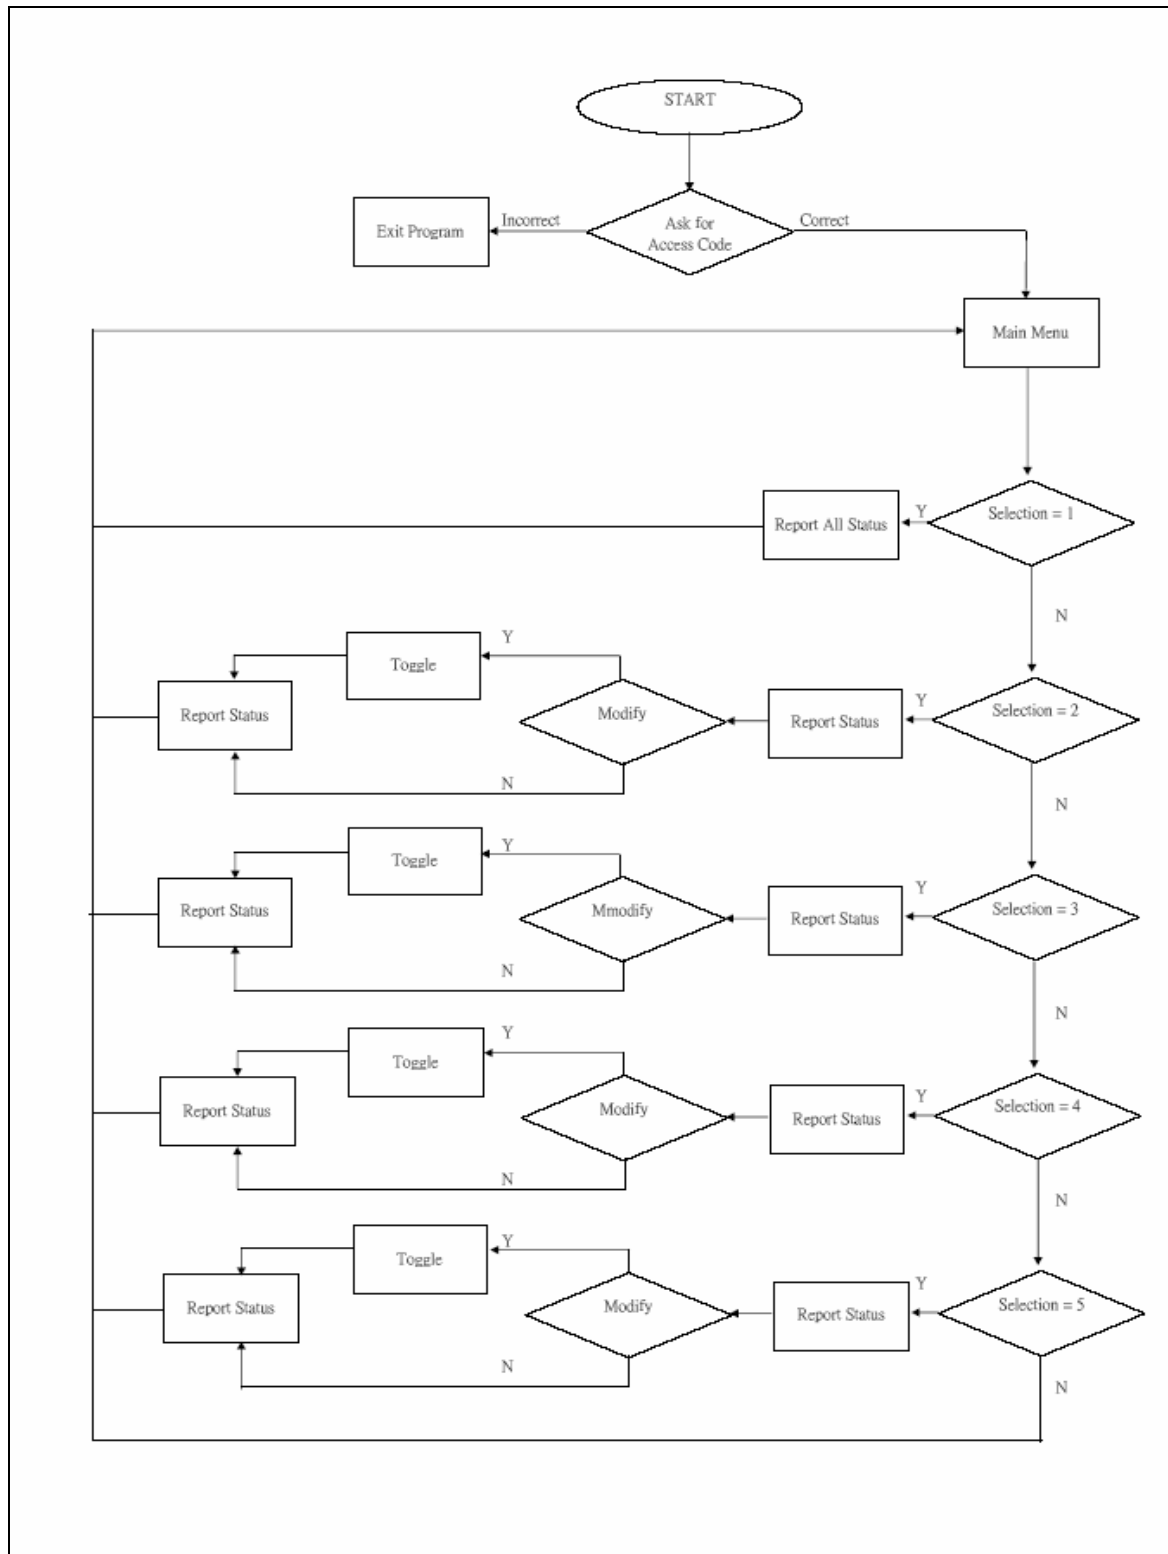 START
Ask for
Access Code
Incorrect
Correct
Exit Program
Main Menu
Selection = 1
Y
Report All Status
N
Selection = 2
Y
Report Status
Modify
Y
Toggle
Report Status
N
N
Selection = 3
Y
Report Status
Mmodify
Y
Toggle
Report Status
N
N
Selection = 4
Y
Report Status
Modify
Y
Toggle
Report Status
N
N
Selection = 5
Y
Report Status
Modify
Y
Toggle
Report Status
N
N